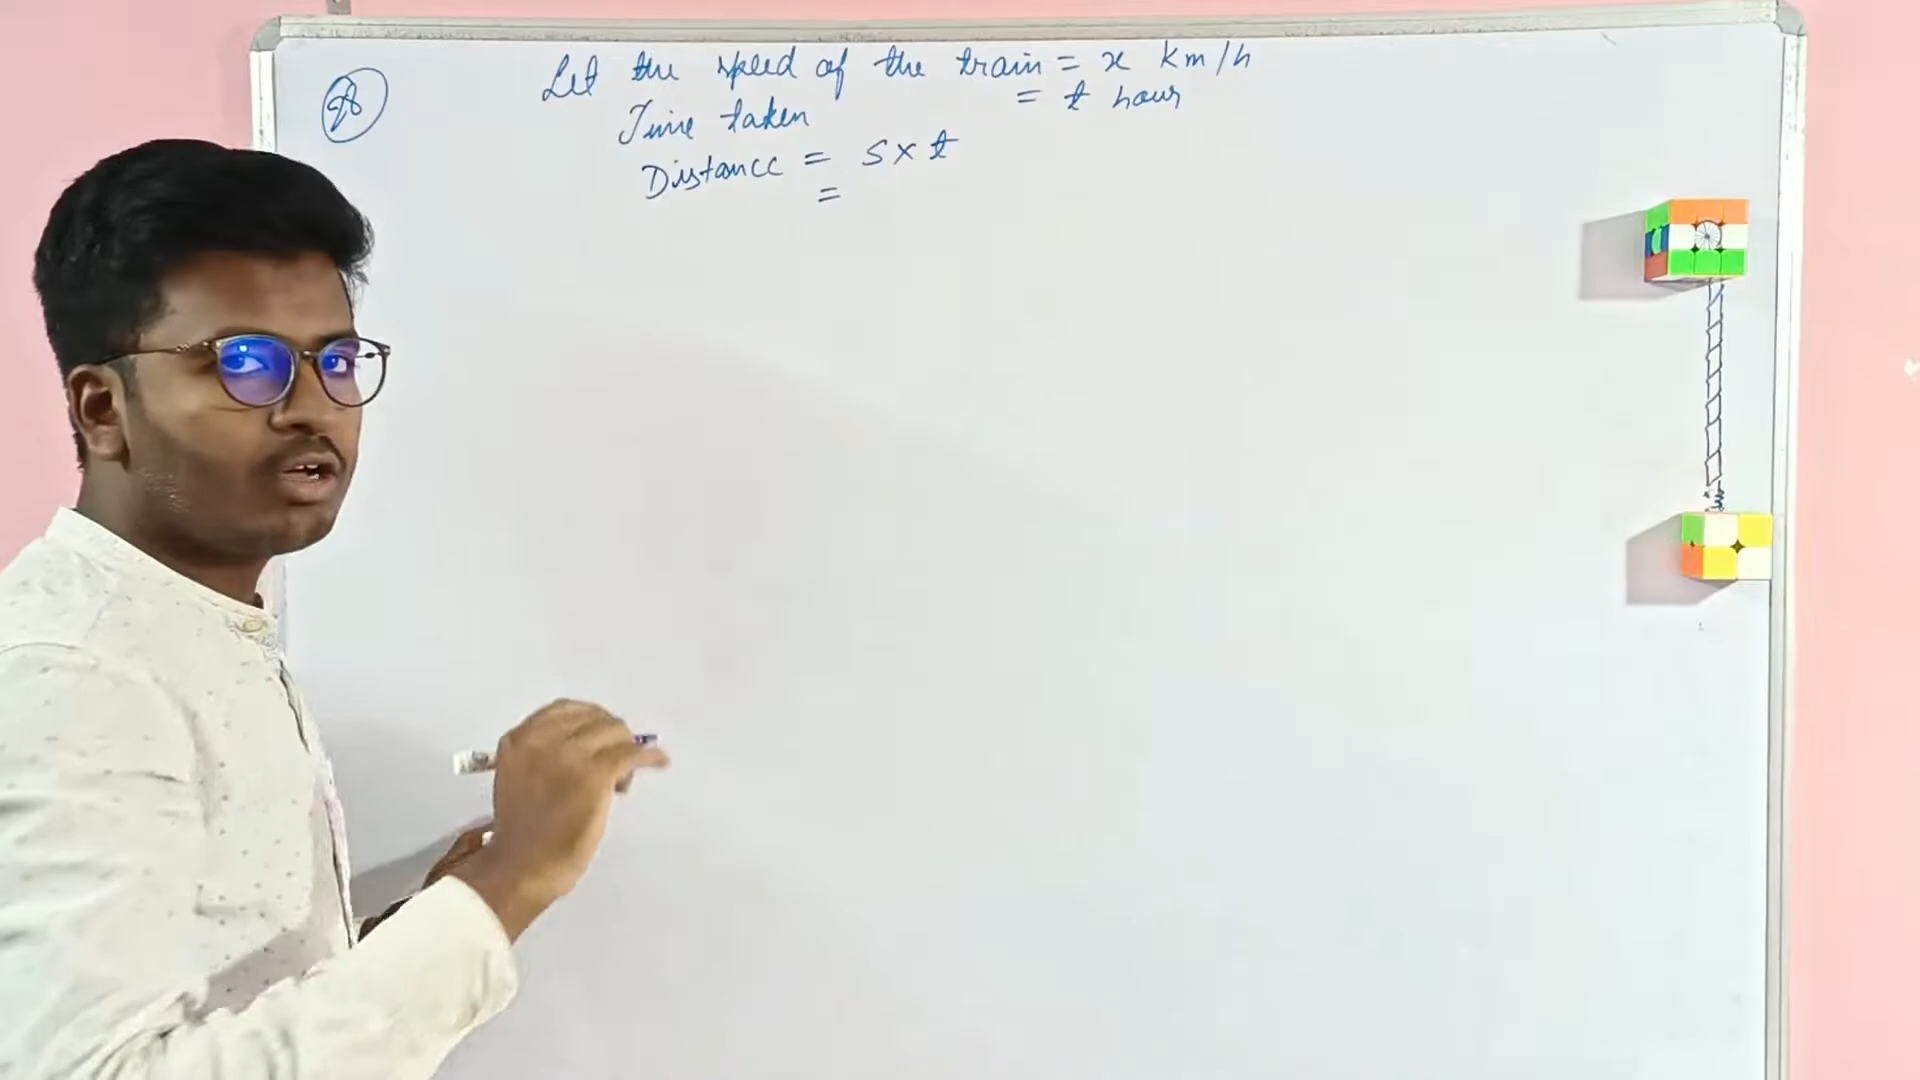 Let the speed of the train = x km/h
Time taken = t hour
Distance = s x t
=